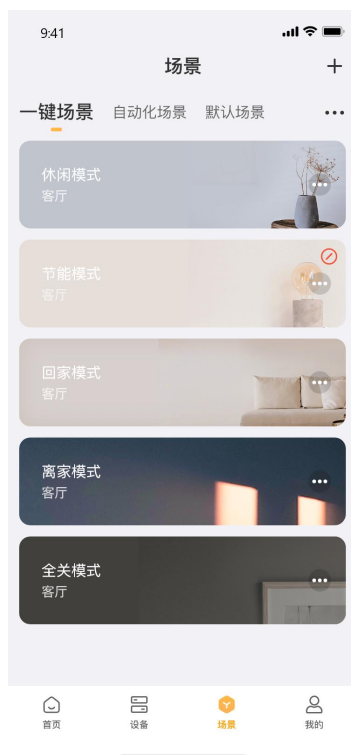 9:41
场景
一键场景 自动化场景 默认场景
休闲模式
客厅
节能模式
客厅
回家模式
客厅
离家模式
客厅
全关模式
客厅
首页 设备 场景 我的